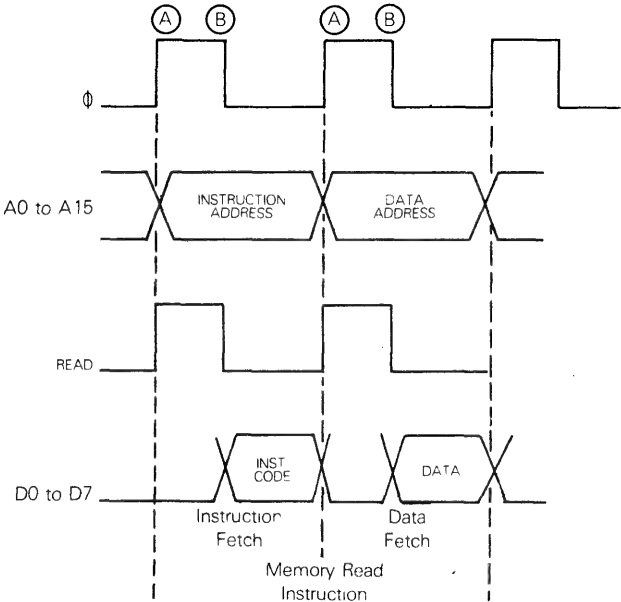 A B A B
Φ
A0 to A15
INSTRUCTION
ADDRESS
DATA
ADDRESS
READ
D0 to D7
INST
CODE
DATA
Instruction
Fetch
Data
Fetch
Memory Read
Instruction